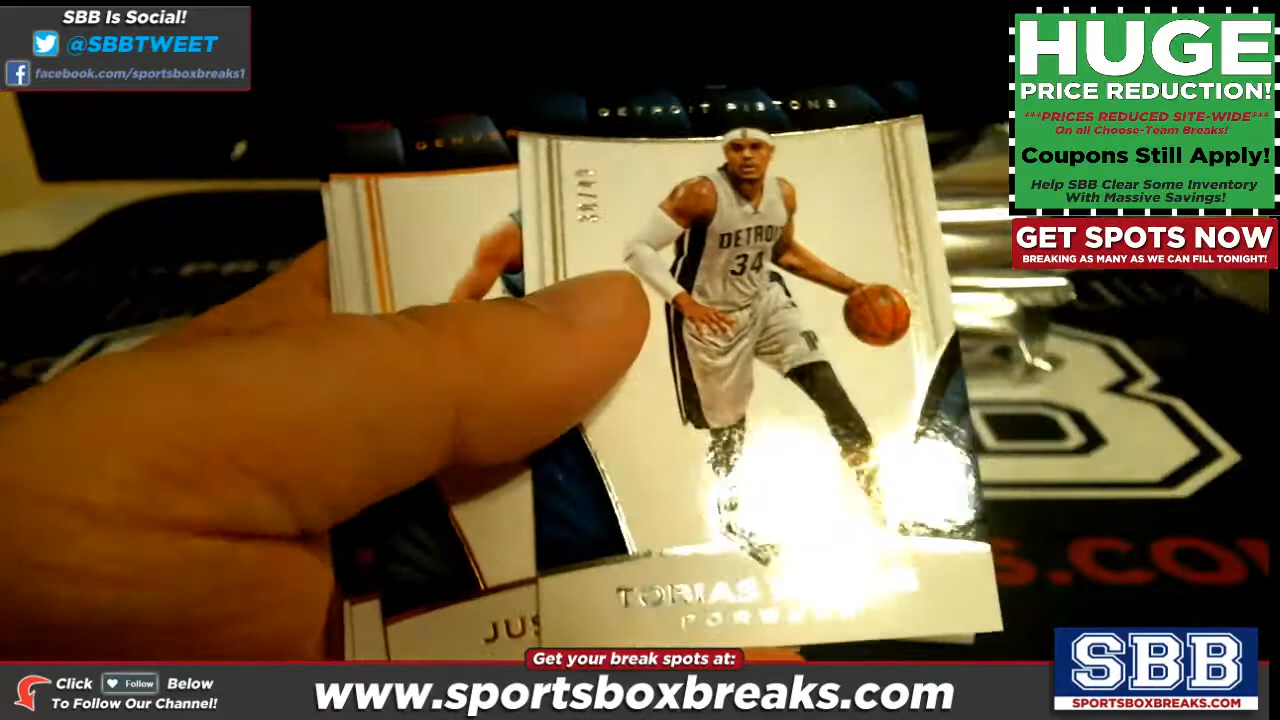 SBB Is Social!
@SBBTWEET
facebook.com/sportsboxbreaks1
HUGE
PRICE REDUCTION!
***PRICES REDUCED SITE-WIDE***
On all Choose-Team Breaks!
Coupons Still Apply!
Help SBB Clear Some Inventory
With Massive Savings!
GET SPOTS NOW
BREAKING AS MANY AS WE CAN FILL TONIGHT!
DETROIT PISTONS
DEN
DETROIT
34
TOBIAS
FORWARD
JUS
B
S.CO
Get your break spots at:
Click Follow Below
To Follow Our Channel!
www.sportsboxbreaks.com
SBB
SPORTSBOXBREAKS.COM